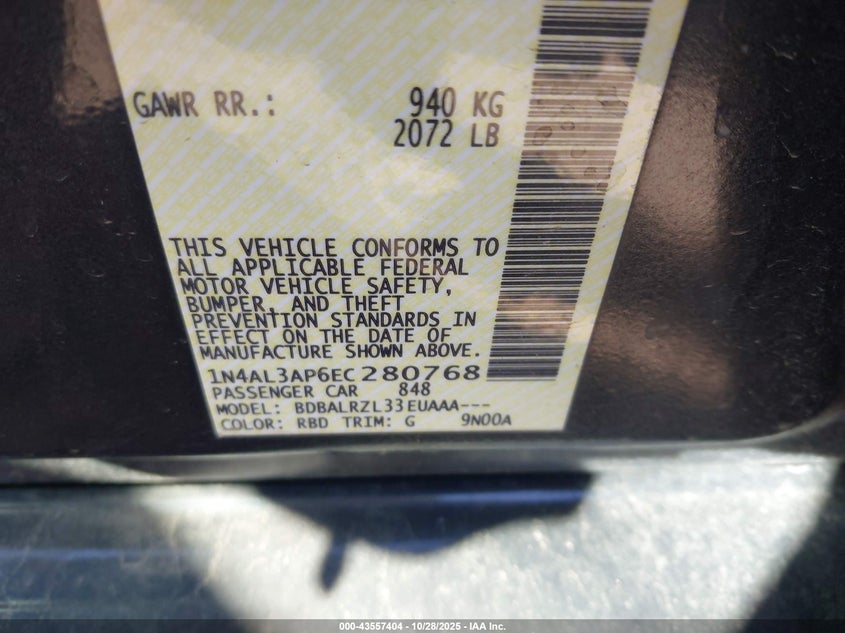 GAWR RR.: 940 KG
2072 LB
THIS VEHICLE CONFORMS TO
ALL APPLICABLE FEDERAL
MOTOR VEHICLE SAFETY,
BUMPER, AND THEFT
PREVENTION STANDARDS IN
EFFECT ON THE DATE OF
MANUFACTURE SHOWN ABOVE.
1N4AL3AP6EC280768
PASSENGER CAR 848
MODEL: BDBALRZL33EUAAA---
COLOR: RBD TRIM: G 9N00A
000-43557404 - 10/28/2025 - IAA Inc.